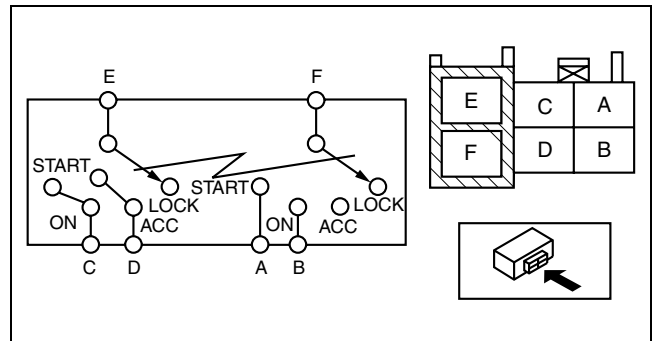 E F
START
START
LOCK
LOCK
ON
ACC
ON
ACC
C D A B
E C A
F D B